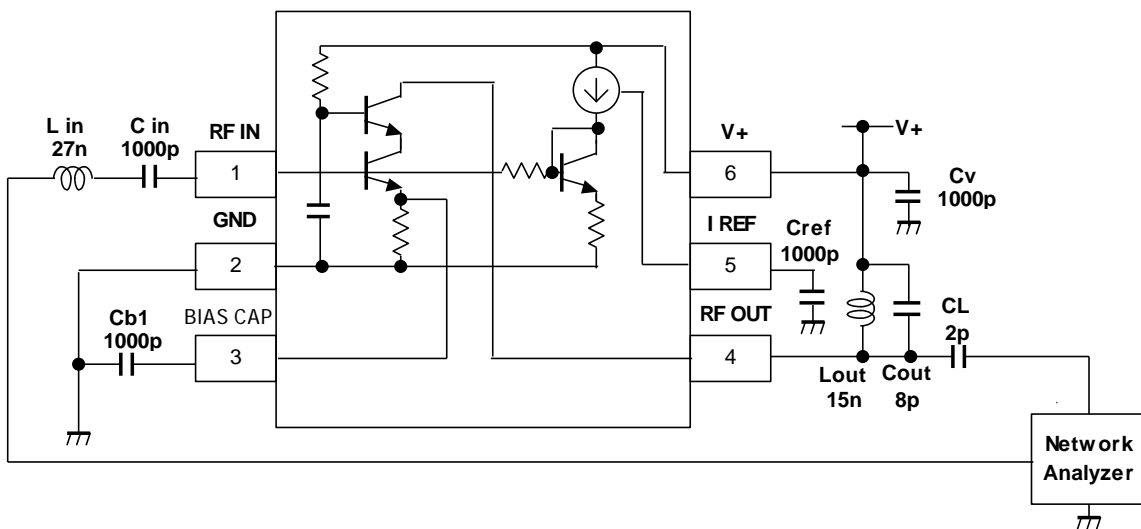 L in
27n
C in
1000p
RF IN
1
GND
2
Cb1
1000p
BIAS CAP
3
V+
6
I REF
5
RF OUT
4
V+
Cv
1000p
Cref
1000p
CL
2p
Lout
15n
Cout
8p
Network
Analyzer